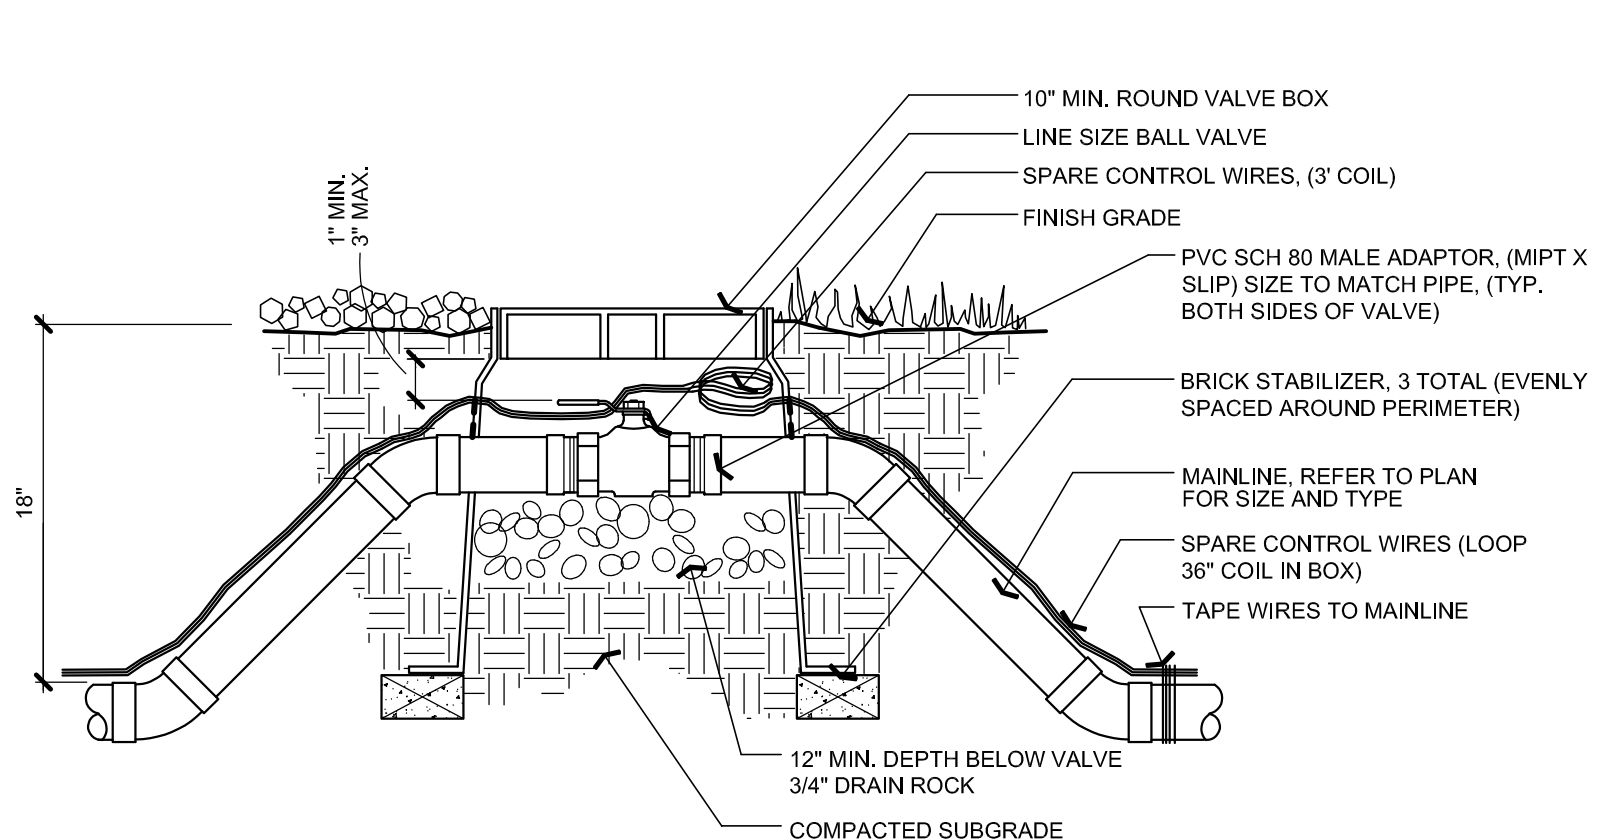 10" MIN. ROUND VALVE BOX
LINE SIZE BALL VALVE
SPARE CONTROL WIRES, (3' COIL)
FINISH GRADE
1" MIN.
3" MAX.
PVC SCH 80 MALE ADAPTOR, (MIPT X
SLIP) SIZE TO MATCH PIPE, (TYP.
BOTH SIDES OF VALVE)
BRICK STABILIZER, 3 TOTAL (EVENLY
SPACED AROUND PERIMETER)
18"
MAINLINE, REFER TO PLAN
FOR SIZE AND TYPE
SPARE CONTROL WIRES (LOOP
36" COIL IN BOX)
TAPE WIRES TO MAINLINE
12" MIN. DEPTH BELOW VALVE
3/4" DRAIN ROCK
COMPACTED SUBGRADE